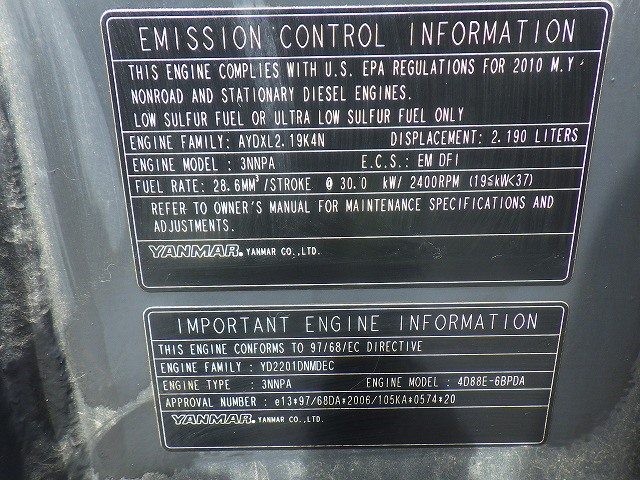 EMISSION CONTROL INFORMATION
THIS ENGINE COMPLIES WITH U.S. EPA REGULATIONS FOR 2010 M.Y
NONROAD AND STATIONARY DIESEL ENGINES.
LOW SULFUR FUEL OR ULTRA LOW SULFUR FUEL ONLY
ENGINE FAMILY: AYDXL2.19K4N DISPLACEMENT: 2.190 LITERS
ENGINE MODEL : 3NNPA E.C.S.: EM DFI
FUEL RATE: 28.6MM³/STROKE @ 30.0 kW/ 2400RPM (19≤kW<37)
REFER TO OWNER'S MANUAL FOR MAINTENANCE SPECIFICATIONS AND
ADJUSTMENTS.
YANMAR. YANMAR CO.,LTD.
IMPORTANT ENGINE INFORMATION
THIS ENGINE CONFORMS TO 97/68/EC DIRECTIVE
ENGINE FAMILY : YD2201DNMDEC
ENGINE TYPE : 3NNPA ENGINE MODEL : 4D88E-6BPDA
APPROVAL NUMBER : e13*97/68DA*2006/105KA*0574*20
YANMAR. YANMAR CO.,LTD.